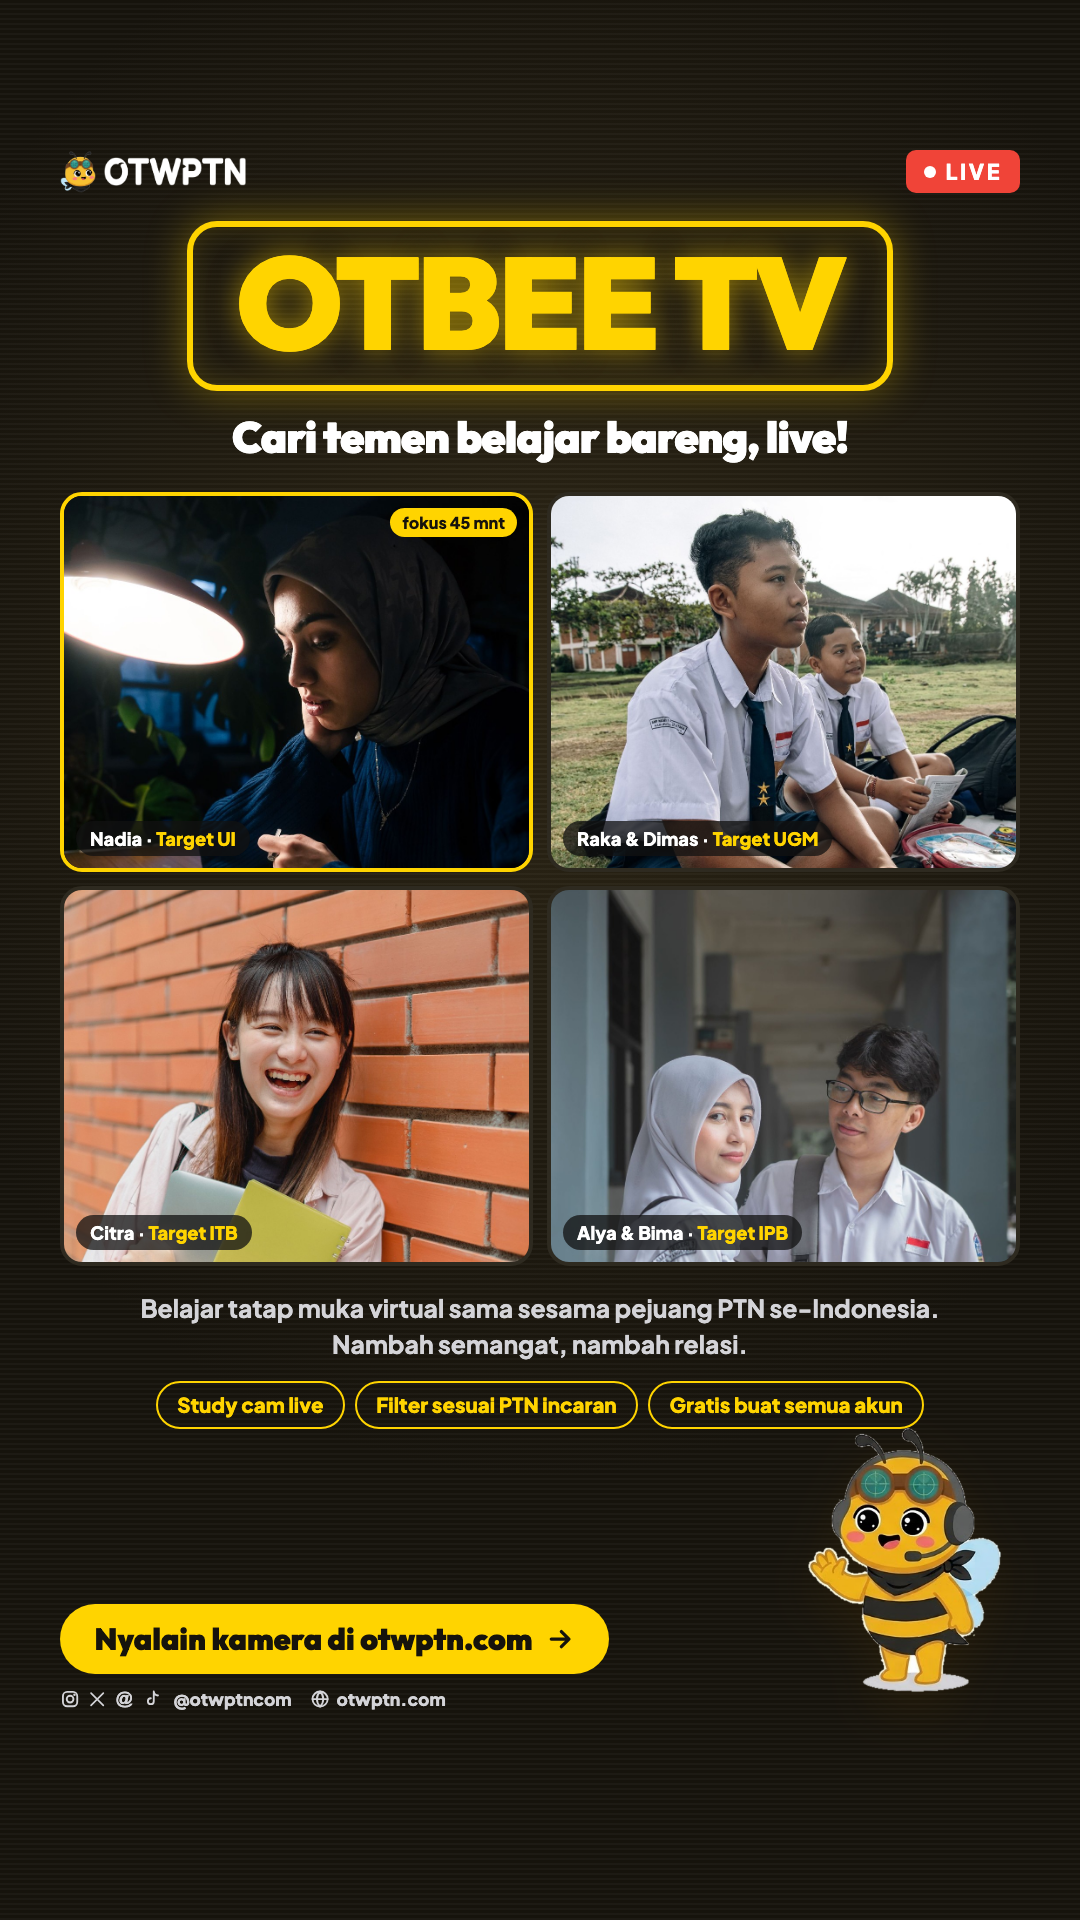 OTWPTN
LIVE
OTBEE TV
Cari temen belajar bareng, live!
fokus 45 mnt
Nadia · Target UI
Raka & Dimas · Target UGM
Citra · Target ITB
Alya & Bima · Target IPB
Belajar tatap muka virtual sama sesama pejuang PTN se-Indonesia.
Nambah semangat, nambah relasi.
Study cam live
Filter sesuai PTN incaran
Gratis buat semua akun
Nyalain kamera di otwptn.com →
@otwptncom otwptn.com